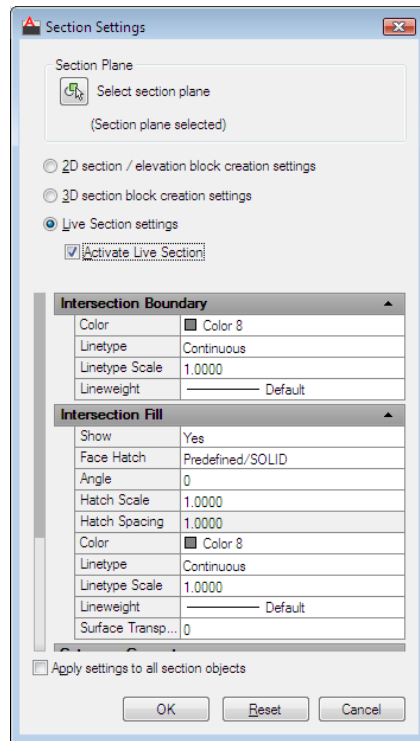 Section Settings
Section Plane
Select section plane
(Section plane selected)
2D section / elevation block creation settings
3D section block creation settings
Live Section settings
Activate Live Section
Intersection Boundary
Color Color 8
Linetype Continuous
Linetype Scale 1.0000
Lineweight Default
Intersection Fill
Show Yes
Face Hatch Predefined/SOLID
Angle 0
Hatch Scale 1.0000
Hatch Spacing 1.0000
Color Color 8
Linetype Continuous
Linetype Scale 1.0000
Lineweight Default
Surface Transp... 0
Apply settings to all section objects
OK Reset Cancel